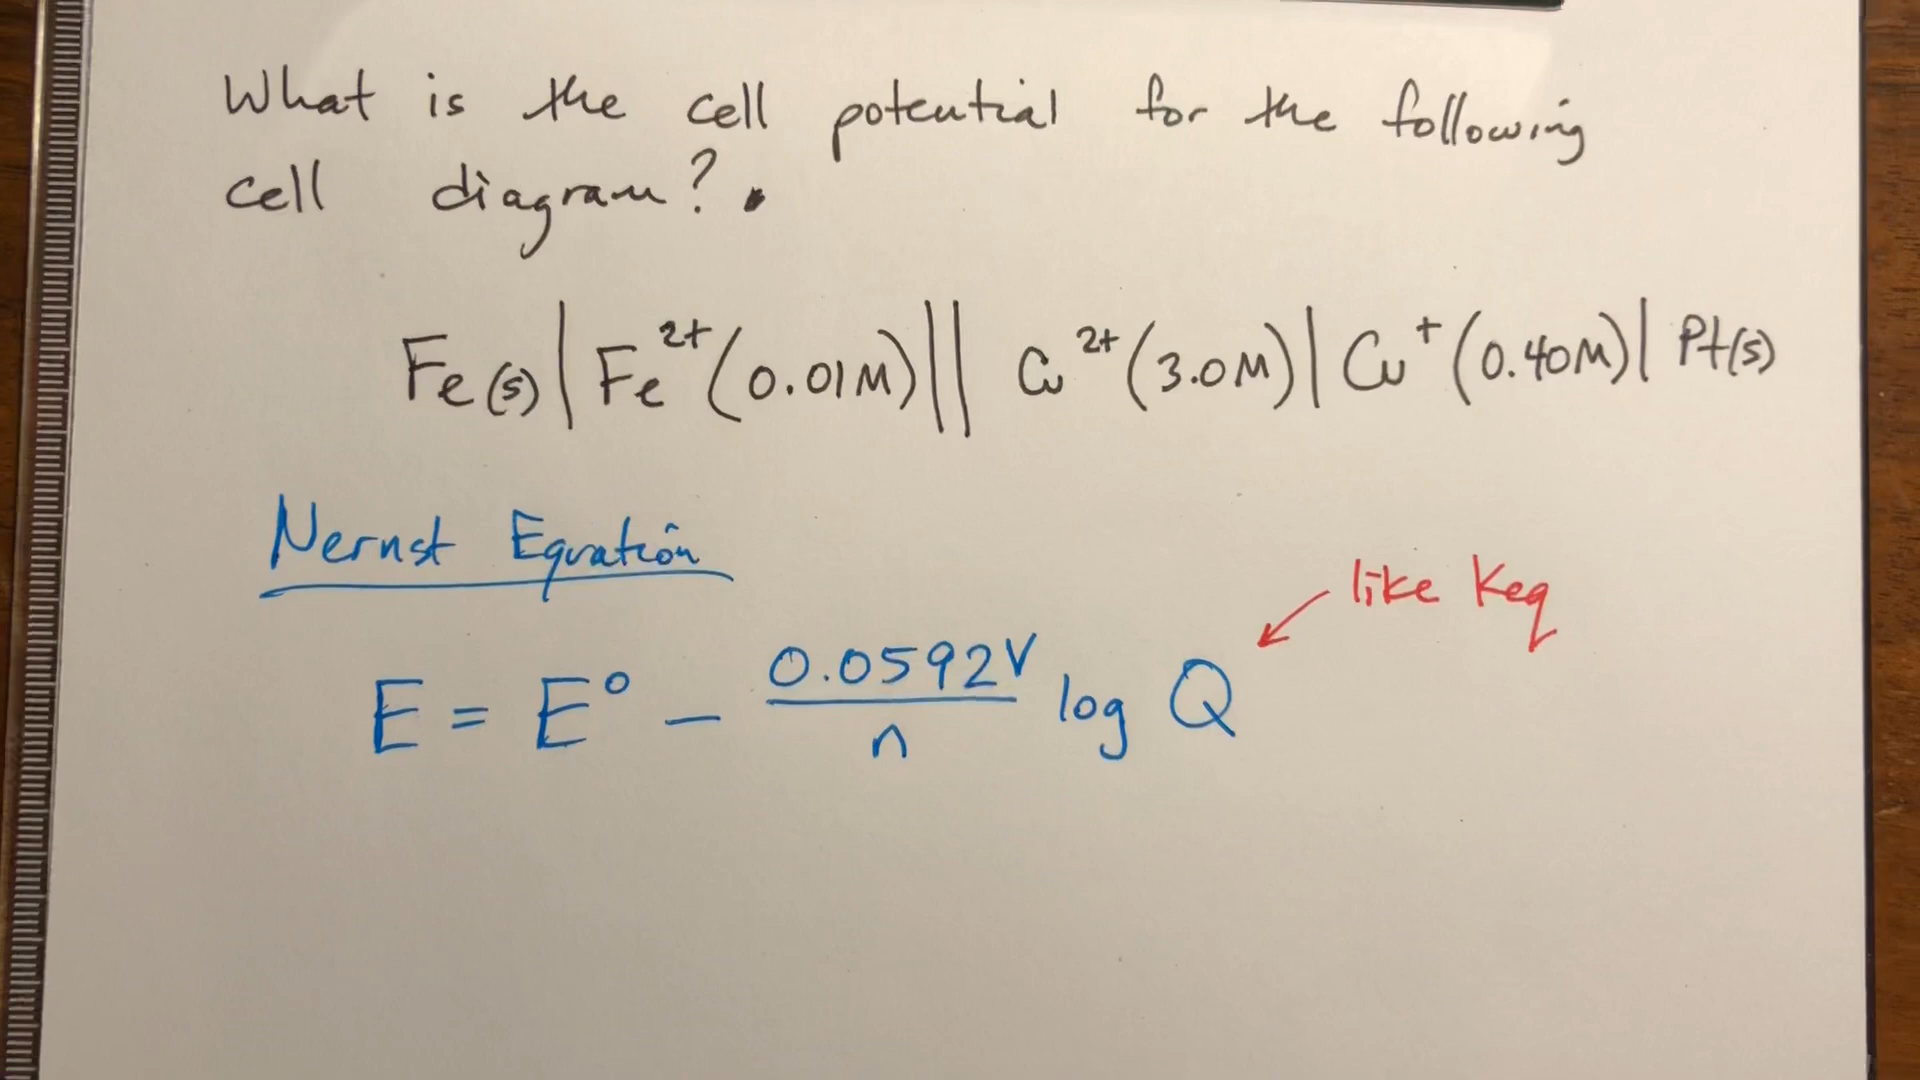 What is the cell potential for the following
cell diagram?.
Fe(s)|Fe²⁺(0.01M)||Cu²⁺(3.0M)|Cu⁺(0.40M)|Pt(s)
Nernst Equation
like Keq
E = E° - 0.0592V/n log Q